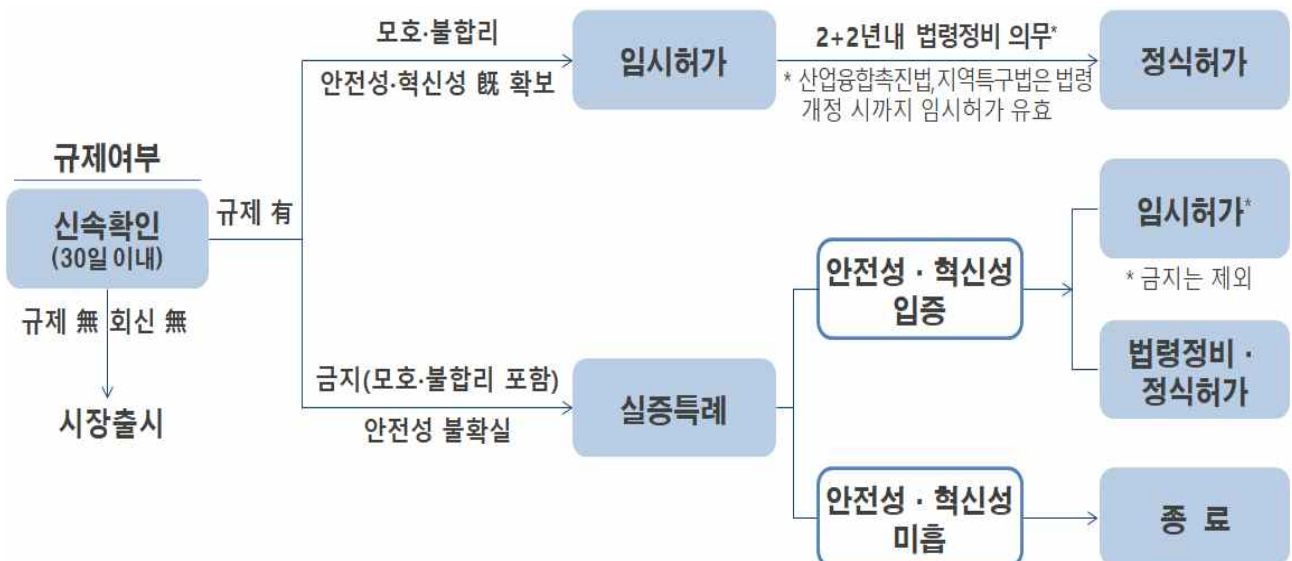 규제여부
신속확인
(30일 이내)
규제 無 회신 無
시장출시
규제 有
모호·불합리
안전성·혁신성 旣 확보
임시허가
2+2년내 법령정비 의무*
* 산업융합촉진법,지역특구법은 법령
개정 시까지 임시허가 유효
정식허가
금지(모호·불합리 포함)
안전성 불확실
실증특례
안전성 · 혁신성
입증
임시허가*
* 금지는 제외
법령정비 ·
정식허가
안전성 · 혁신성
미흡
종 료